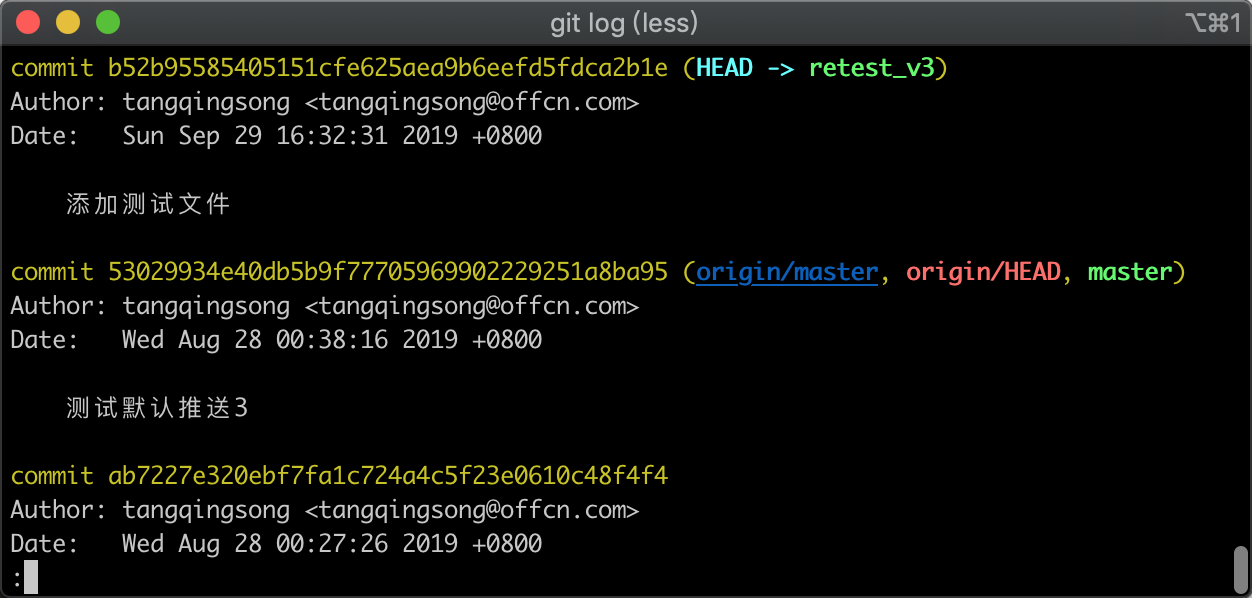 git log (less)
⌥⌘1
commit b52b95585405151cfe625aea9b6eefd5fdca2b1e (HEAD -> retest_v3)
Author: tangqingsong <tangqingsong@offcn.com>
Date:   Sun Sep 29 16:32:31 2019 +0800
添加测试文件
commit 53029934e40db5b9f77705969902229251a8ba95 (origin/master, origin/HEAD, master)
Author: tangqingsong <tangqingsong@offcn.com>
Date:   Wed Aug 28 00:38:16 2019 +0800
测试默认推送3
commit ab7227e320ebf7fa1c724a4c5f23e0610c48f4f4
Author: tangqingsong <tangqingsong@offcn.com>
Date:   Wed Aug 28 00:27:26 2019 +0800
: